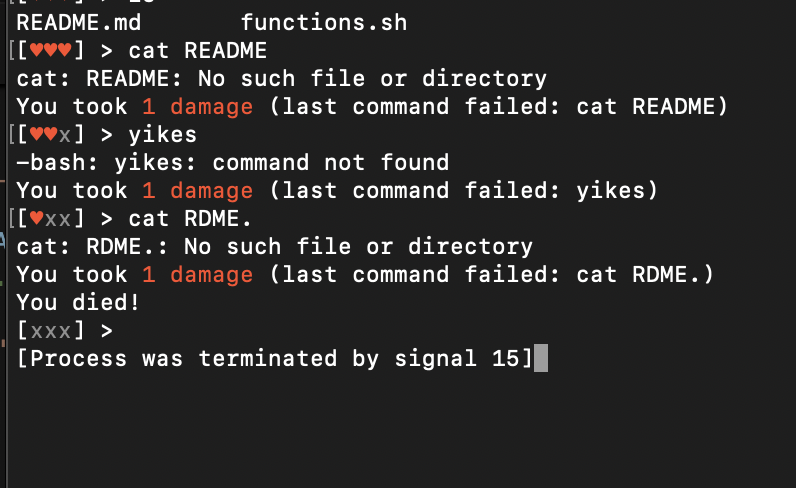 README.md       functions.sh
[[♥♥♥] > cat README
cat: README: No such file or directory
You took 1 damage (last command failed: cat README)
[[♥♥x] > yikes
-bash: yikes: command not found
You took 1 damage (last command failed: yikes)
[[♥xx] > cat RDME.
cat: RDME.: No such file or directory
You took 1 damage (last command failed: cat RDME.)
You died!
[xxx] >
[Process was terminated by signal 15]